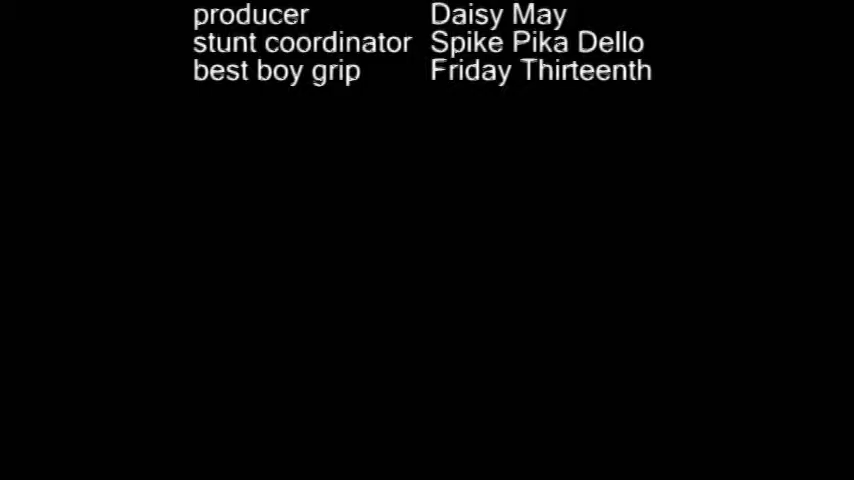 producer Daisy May
stunt coordinator Spike Pika Dello
best boy grip Friday Thirteenth